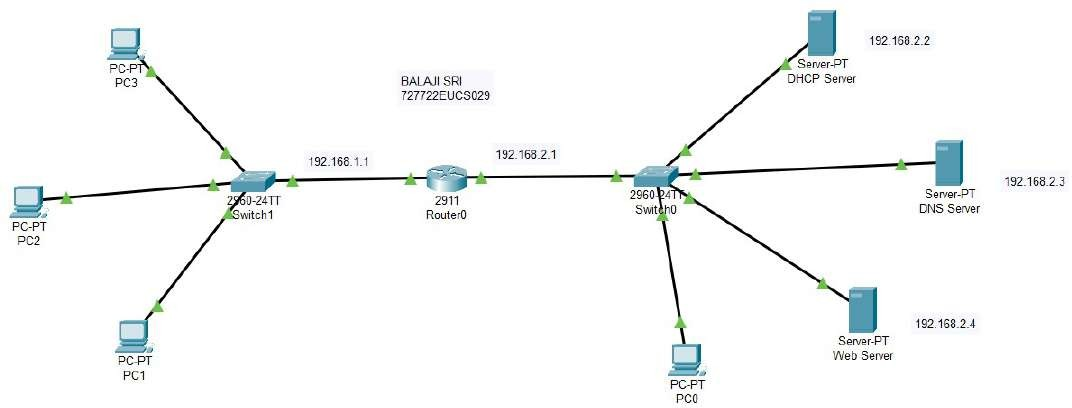 PC-PT
PC3
BALAJI SRI
727722EUCS029
192.168.2.2
Server-PT
DHCP Server
192.168.1.1
192.168.2.1
2960-24TT
Switch1
2911
Router0
2960-24TT
Switch0
192.168.2.3
Server-PT
DNS Server
PC-PT
PC2
192.168.2.4
Server-PT
Web Server
PC-PT
PC1
PC-PT
PC0